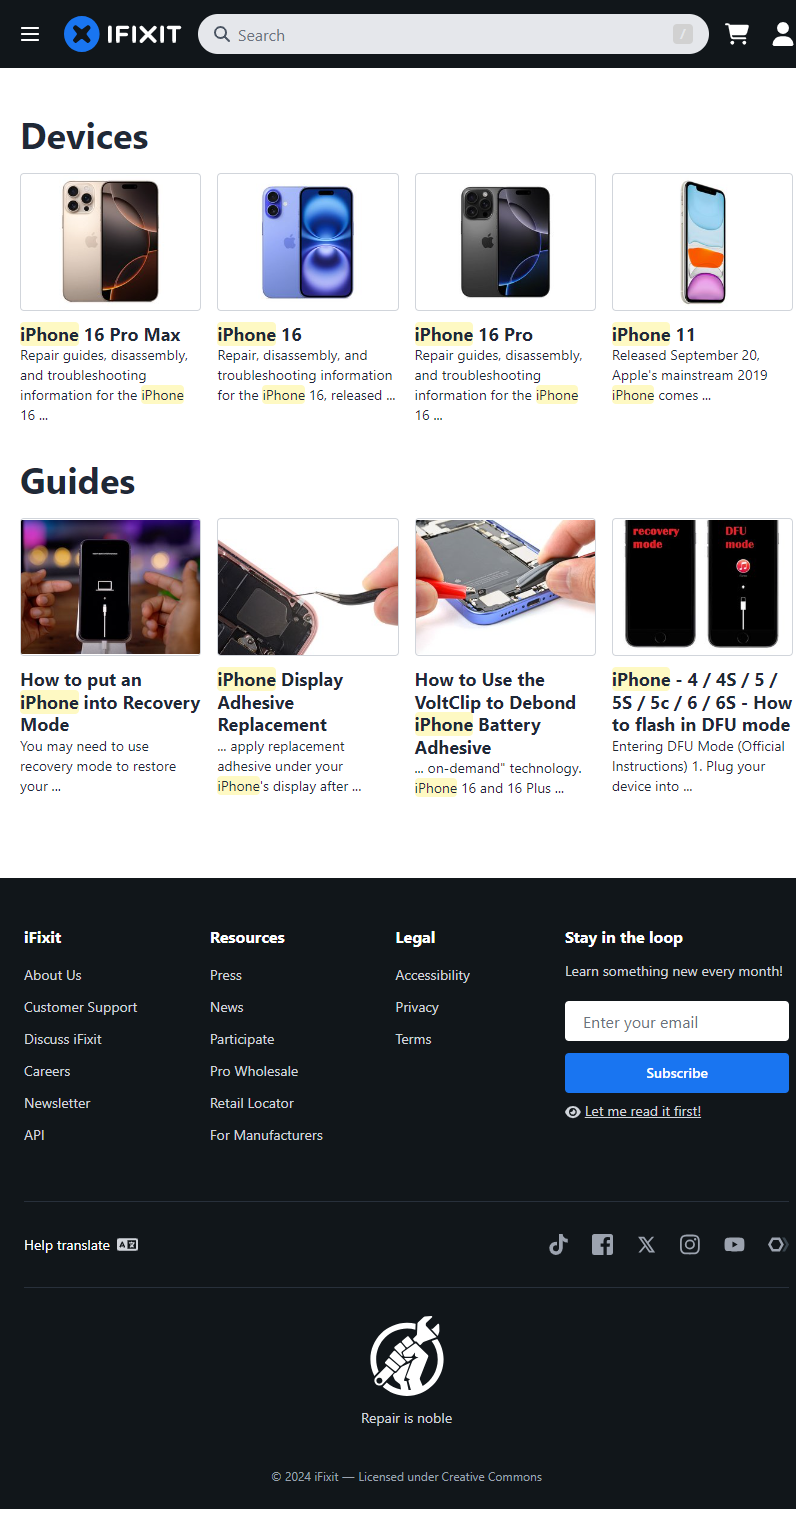 IFIXIT
Search
/
Devices
iPhone 16 Pro Max
Repair guides, disassembly,
and troubleshooting
information for the iPhone
16 ...
iPhone 16
Repair, disassembly, and
troubleshooting information
for the iPhone 16, released ...
iPhone 16 Pro
Repair guides, disassembly,
and troubleshooting
information for the iPhone
16 ...
iPhone 11
Released September 20,
Apple's mainstream 2019
iPhone comes ...
Guides
recovery
mode
DFU
mode
How to put an
iPhone into Recovery
Mode
You may need to use
recovery mode to restore
your ...
iPhone Display
Adhesive
Replacement
... apply replacement
adhesive under your
iPhone's display after ...
How to Use the
VoltClip to Debond
iPhone Battery
Adhesive
... on-demand" technology.
iPhone 16 and 16 Plus ...
iPhone - 4 / 4S / 5 /
5S / 5c / 6 / 6S - How
to flash in DFU mode
Entering DFU Mode (Official
Instructions) 1. Plug your
device into ...
iFixit
About Us
Customer Support
Discuss iFixit
Careers
Newsletter
API
Resources
Press
News
Participate
Pro Wholesale
Retail Locator
For Manufacturers
Legal
Accessibility
Privacy
Terms
Stay in the loop
Learn something new every month!
Enter your email
Subscribe
Let me read it first!
Help translate
Repair is noble
© 2024 iFixit — Licensed under Creative Commons